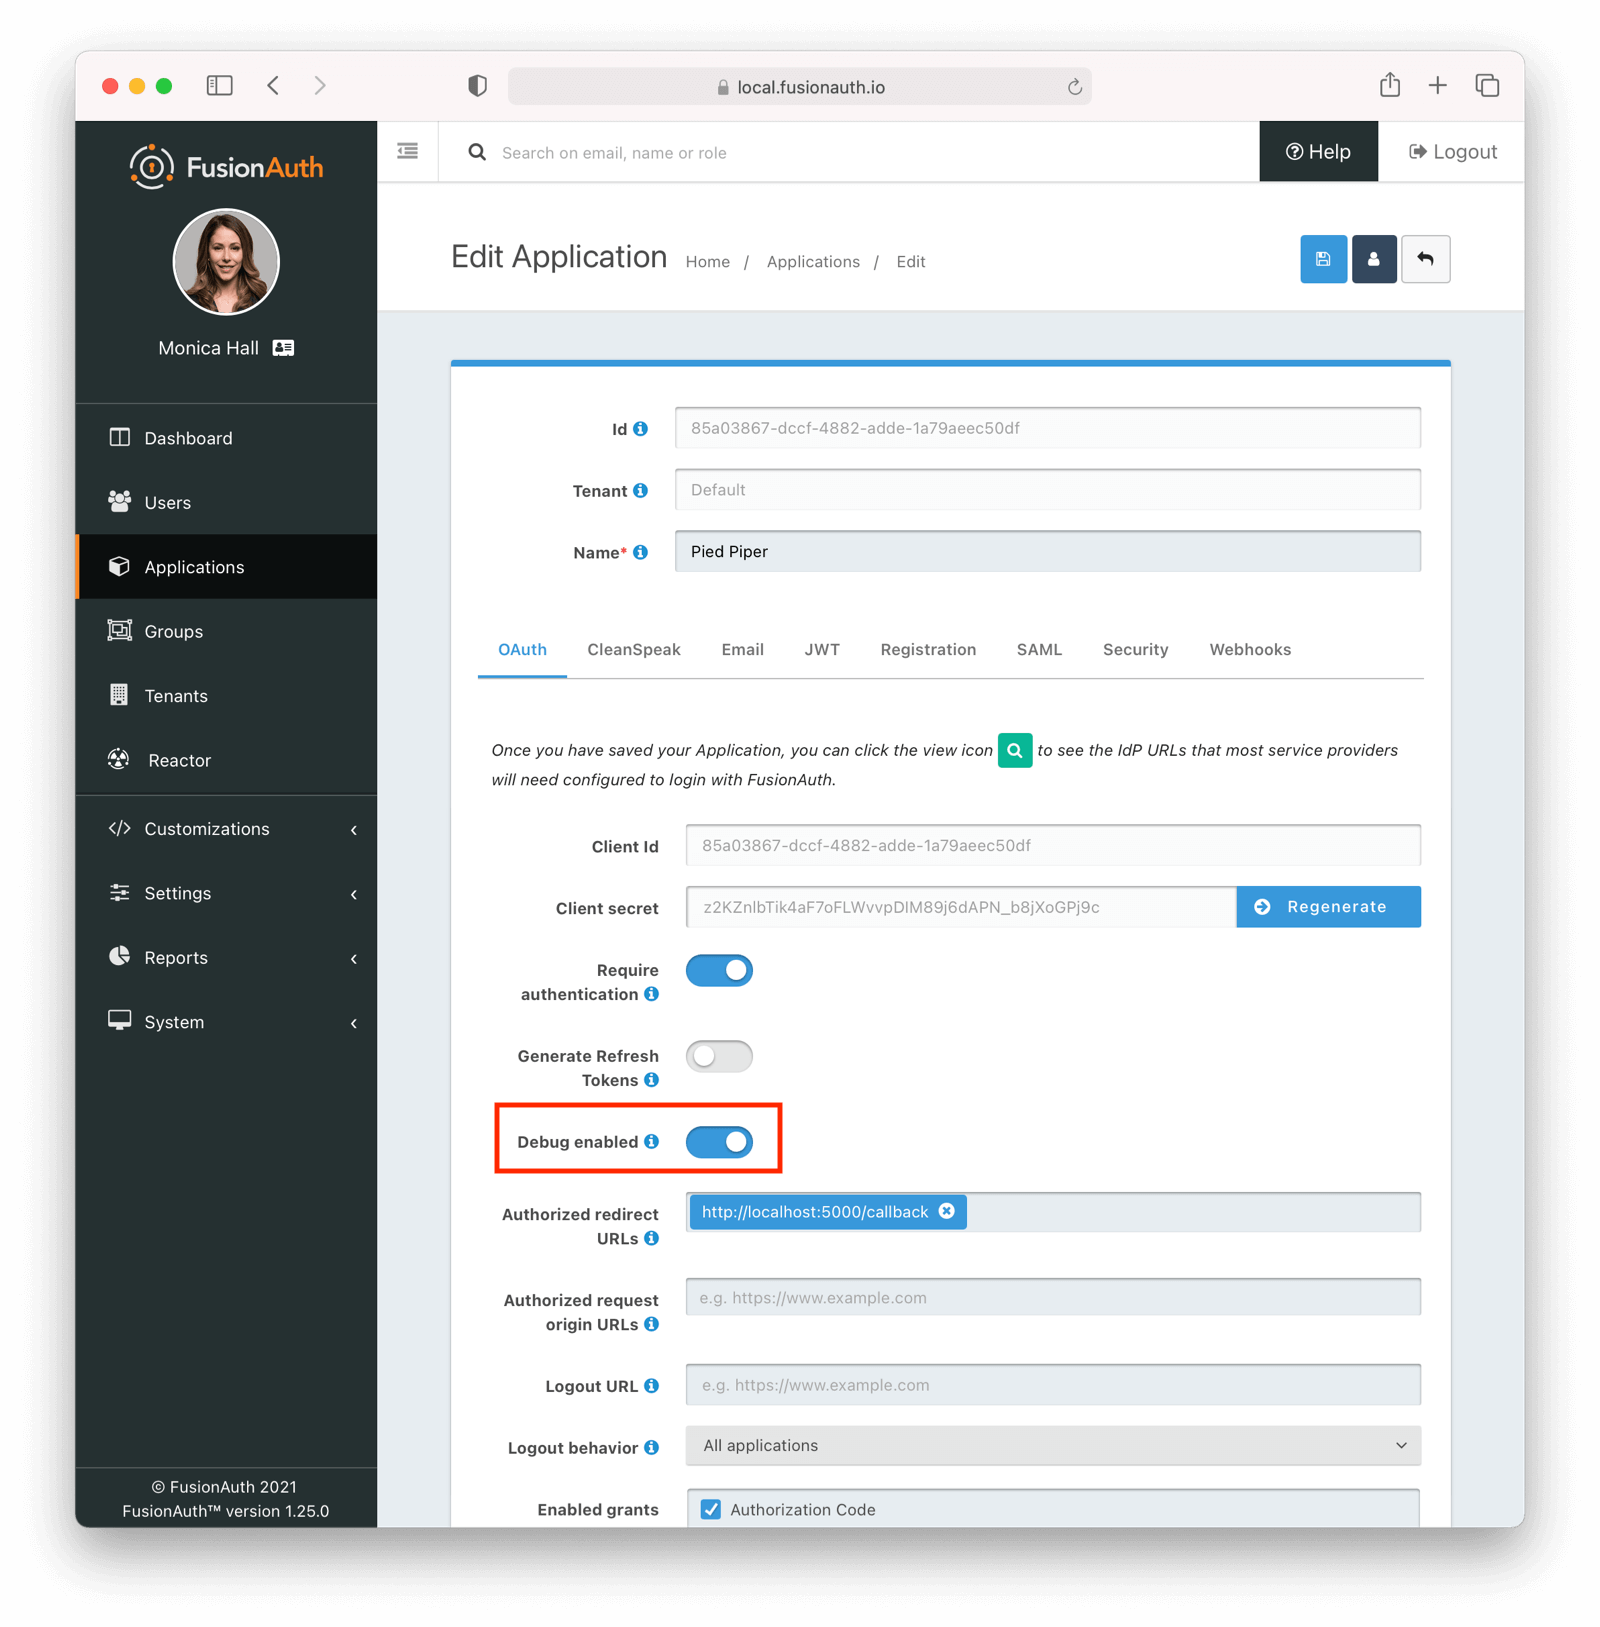 local.fusionauth.io
FusionAuth
Search on email, name or role
Help
Logout
Monica Hall
Edit Application
Home / Applications / Edit
Dashboard
Users
Applications
Groups
Tenants
Reactor
Customizations
Settings
Reports
System
© FusionAuth 2021
FusionAuth™ version 1.25.0
Id
85a03867-dccf-4882-adde-1a79aeec50df
Tenant
Default
Name*
Pied Piper
OAuth CleanSpeak Email JWT Registration SAML Security Webhooks
Once you have saved your Application, you can click the view icon to see the IdP URLs that most service providers
will need configured to login with FusionAuth.
Client Id
85a03867-dccf-4882-adde-1a79aeec50df
Client secret
z2KZnlbTik4aF7oFLWvvpDlM89j6dAPN_b8jXoGPj9c
Regenerate
Require
authentication
Generate Refresh
Tokens
Debug enabled
Authorized redirect
URLs
http://localhost:5000/callback
Authorized request
origin URLs
e.g. https://www.example.com
Logout URL
e.g. https://www.example.com
Logout behavior
All applications
Enabled grants
Authorization Code